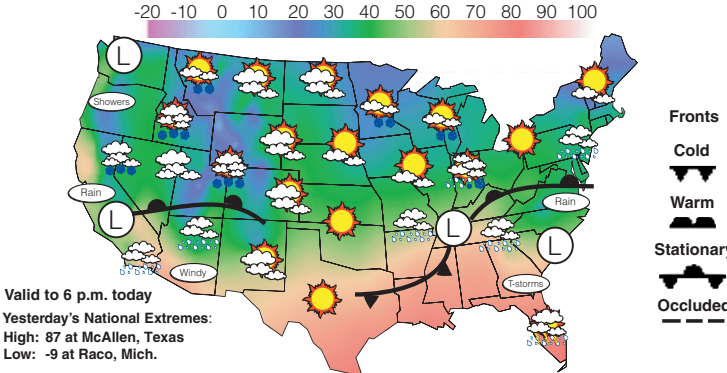 -20 -10 0 10 20 30 40 50 60 70 80 90 100
L
Showers
Fronts
Cold
Rain
Warm
L
Rain
L
L
Stationary
Windy
T-storms
Valid to 6 p.m. today
Yesterday's National Extremes:
Occluded
High: 87 at McAllen, Texas
Low: -9 at Raco, Mich.